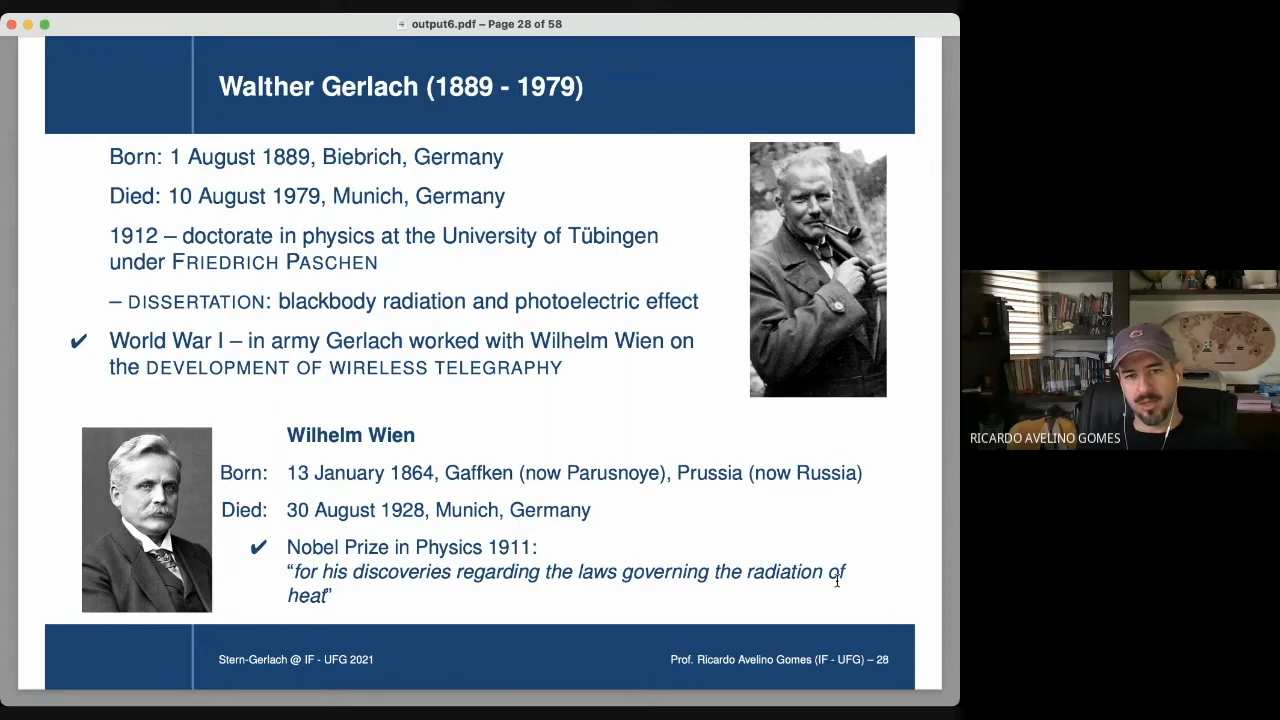 output6.pdf – Page 28 of 58
Walther Gerlach (1889 - 1979)
Born: 1 August 1889, Biebrich, Germany
Died: 10 August 1979, Munich, Germany
1912 – doctorate in physics at the University of Tübingen
under FRIEDRICH PASCHEN
– DISSERTATION: blackbody radiation and photoelectric effect
✔ World War I – in army Gerlach worked with Wilhelm Wien on
the DEVELOPMENT OF WIRELESS TELEGRAPHY
Wilhelm Wien
Born: 13 January 1864, Gaffken (now Parusnoye), Prussia (now Russia)
Died: 30 August 1928, Munich, Germany
✔ Nobel Prize in Physics 1911:
“for his discoveries regarding the laws governing the radiation of
heat”
Stern-Gerlach @ IF - UFG 2021
Prof. Ricardo Avelino Gomes (IF - UFG) – 28
RICARDO AVELINO GOMES